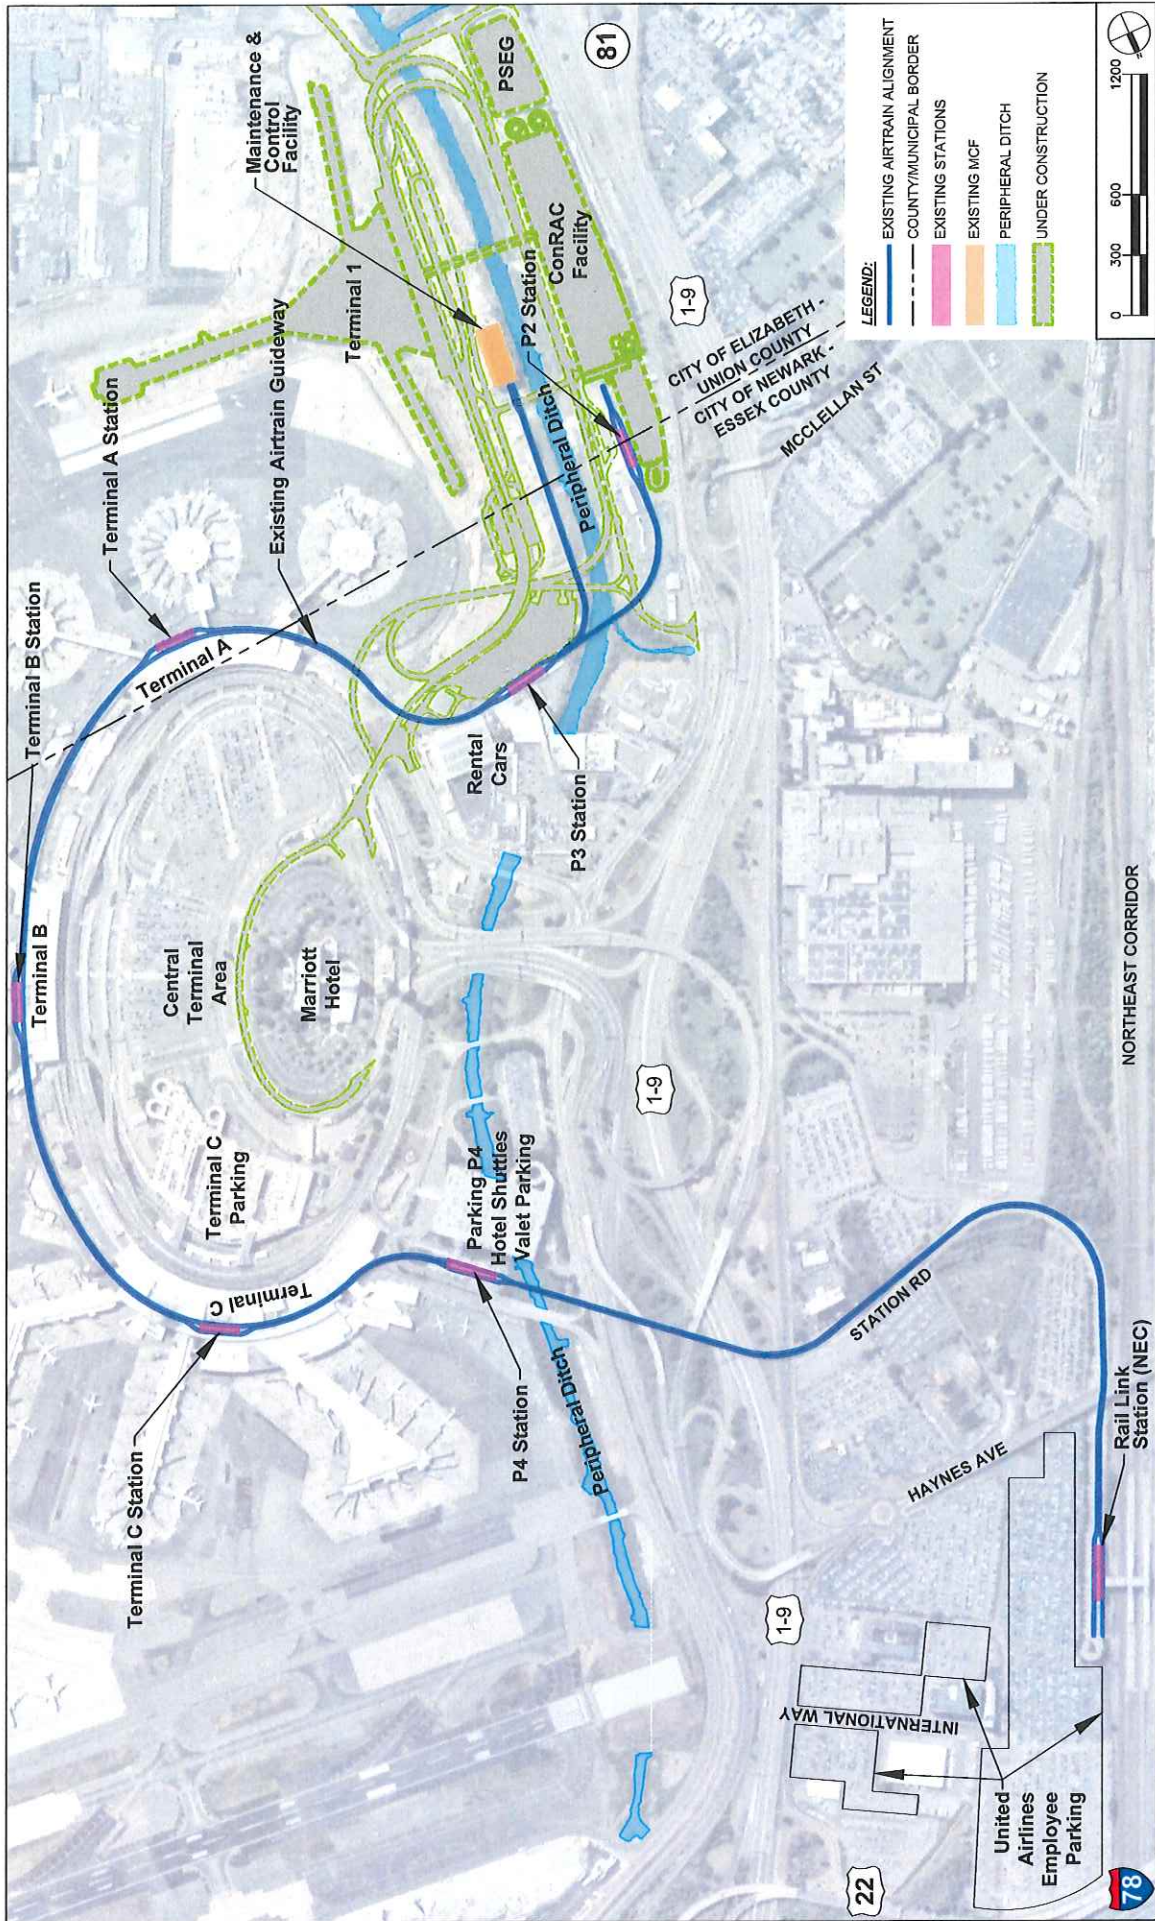 Terminal B Station
Terminal A Station
Maintenance &
Control
Facility
81
PSEG
Terminal B
Terminal A
Existing Airtrain Guideway
Terminal 1
ConRAC
Facility
P2 Station
Peripheral Ditch
Central
Terminal
Area
Marriott
Hotel
Rental
Cars
P3 Station
1-9
CITY OF ELIZABETH -
UNION COUNTY
CITY OF NEWARK -
ESSEX COUNTY
MCCLELLAN ST
Terminal C
Parking
Terminal C
Terminal C Station
Parking P4
Hotel Shuttles
Valet Parking
P4 Station
Peripheral Ditch
1-9
STATION RD
HAYNES AVE
1-9
INTERNATIONAL WAY
22
United
Airlines
Employee
Parking
78
Rail Link
Station (NEC)
NORTHEAST CORRIDOR
LEGEND:
EXISTING AIRTRAIN ALIGNMENT
COUNTY/MUNICIPAL BORDER
EXISTING STATIONS
EXISTING MCF
PERIPHERAL DITCH
UNDER CONSTRUCTION
0 300 600 1200